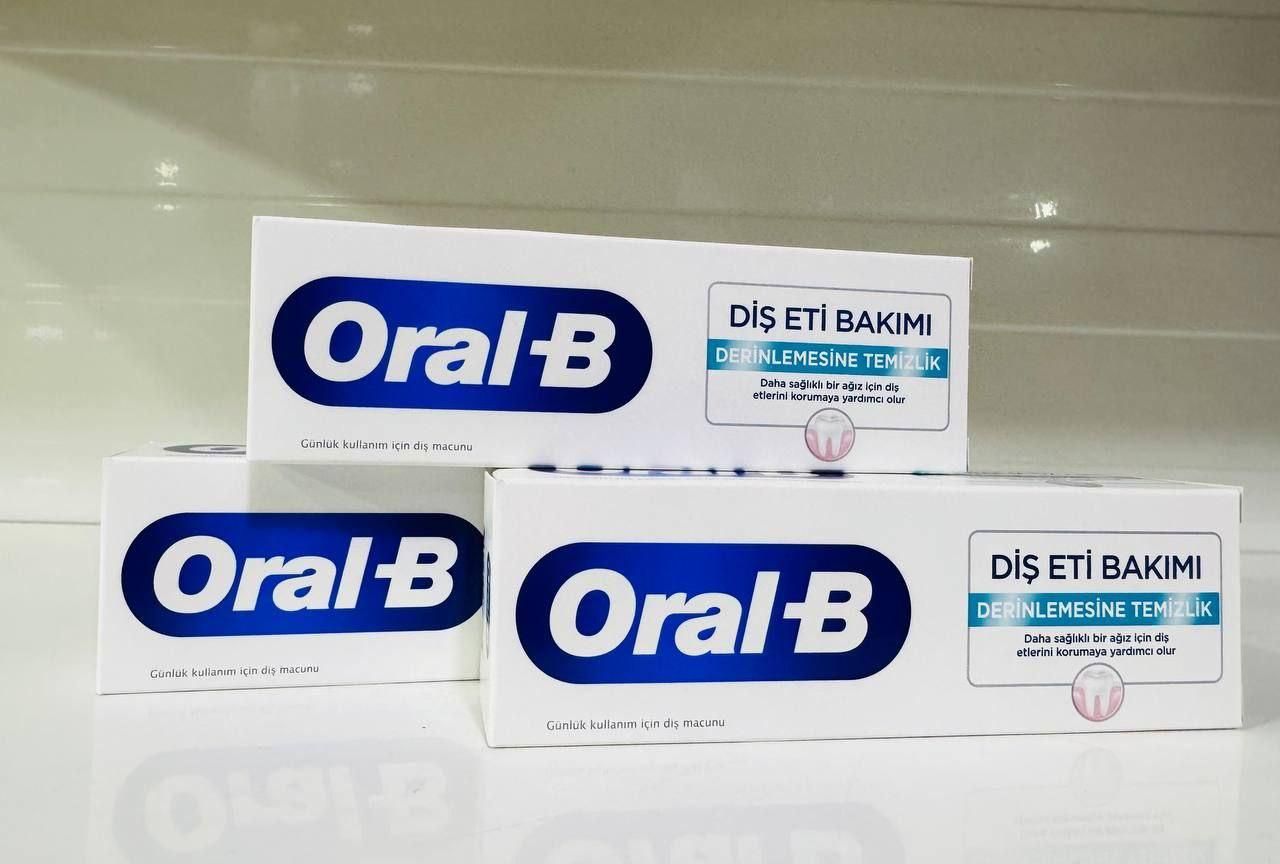 Oral-B
DİŞ ETİ BAKIMI
DERİNLEMESİNE TEMİZLİK
Daha sağlıklı bir ağız için diş
etlerini korumaya yardımcı olur
Günlük kullanım için diş macunu
Oral-B
Günlük kullanım için diş macunu
Oral-B
DİŞ ETİ BAKIMI
DERİNLEMESİNE TEMİZLİK
Daha sağlıklı bir ağız için diş
etlerini korumaya yardımcı olur
Günlük kullanım için diş macunu